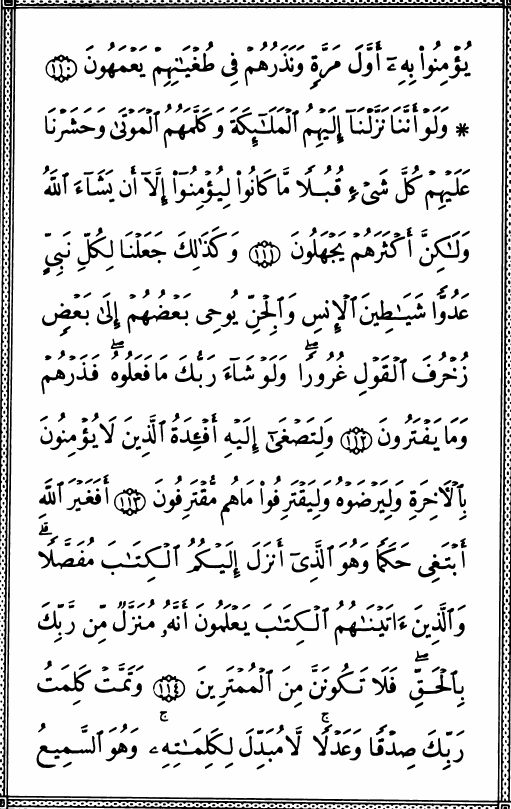 يُؤْمِنُوا۟ بِهِۦٓ أَوَّلَ مَرَّةٍ وَنَذَرُهُمْ فِى طُغْيَـٰنِهِمْ يَعْمَهُونَ ١١٠
* وَلَوْ أَنَّنَا نَزَّلْنَآ إِلَيْهِمُ ٱلْمَلَـٰٓئِكَةَ وَكَلَّمَهُمُ ٱلْمَوْتَىٰ وَحَشَرْنَا
عَلَيْهِمْ كُلَّ شَىْءٍ قُبُلًا مَّا كَانُوا۟ لِيُؤْمِنُوٓا۟ إِلَّآ أَن يَشَآءَ ٱللَّهُ
وَلَـٰكِنَّ أَكْثَرَهُمْ يَجْهَلُونَ ١١١ وَكَذَٰلِكَ جَعَلْنَا لِكُلِّ نَبِىٍّ
عَدُوًّا شَيَـٰطِينَ ٱلْإِنسِ وَٱلْجِنِّ يُوحِى بَعْضُهُمْ إِلَىٰ بَعْضٍ
زُخْرُفَ ٱلْقَوْلِ غُرُورًا ۖ وَلَوْ شَآءَ رَبُّكَ مَا فَعَلُوهُ ۖ فَذَرْهُمْ
وَمَا يَفْتَرُونَ ١١٢ وَلِتَصْغَىٰٓ إِلَيْهِ أَفْـِٔدَةُ ٱلَّذِينَ لَا يُؤْمِنُونَ
بِٱلْـَٔاخِرَةِ وَلِيَرْضَوْهُ وَلِيَقْتَرِفُوا۟ مَا هُم مُّقْتَرِفُونَ ١١٣ أَفَغَيْرَ ٱللَّهِ
أَبْتَغِى حَكَمًا وَهُوَ ٱلَّذِىٓ أَنزَلَ إِلَيْكُمُ ٱلْكِتَـٰبَ مُفَصَّلًا ۚ
وَٱلَّذِينَ ءَاتَيْنَـٰهُمُ ٱلْكِتَـٰبَ يَعْلَمُونَ أَنَّهُۥ مُنَزَّلٌ مِّن رَّبِّكَ
بِٱلْحَقِّ ۖ فَلَا تَكُونَنَّ مِنَ ٱلْمُمْتَرِينَ ١١٤ وَتَمَّتْ كَلِمَتُ
رَبِّكَ صِدْقًا وَعَدْلًا ۚ لَّا مُبَدِّلَ لِكَلِمَـٰتِهِۦ ۚ وَهُوَ ٱلسَّمِيعُ